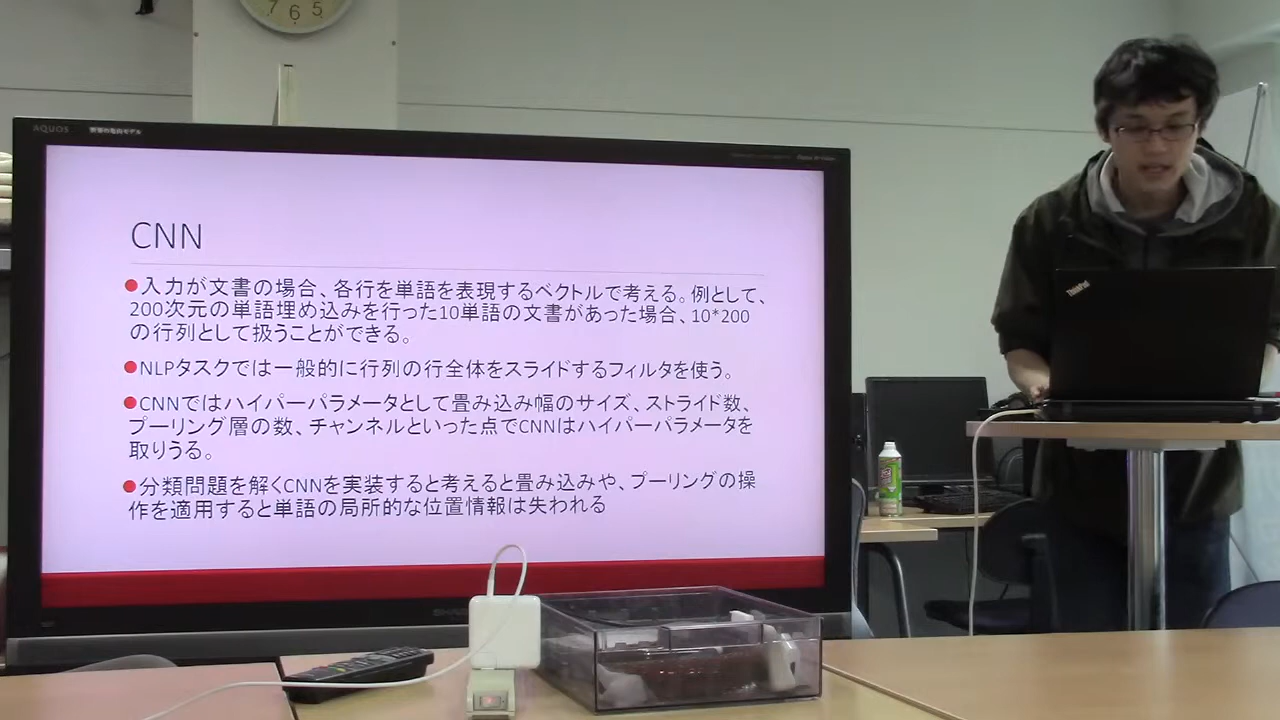 7 6 5
AQUOS
CNN
●入力が文書の場合、各行を単語を表現するベクトルで考える。例として、
200次元の単語埋め込みを行った10単語の文書があった場合、10*200
の行列として扱うことができる。
●NLPタスクでは一般的に行列の行全体をスライドするフィルタを使う。
●CNNではハイパーパラメータとして畳み込み幅のサイズ、ストライド数、
プーリング層の数、チャンネルといった点でCNNはハイパーパラメータを
取りうる。
●分類問題を解くCNNを実装すると考えると畳み込みや、プーリングの操
作を適用すると単語の局所的な位置情報は失われる
SHARP
ThinkPad